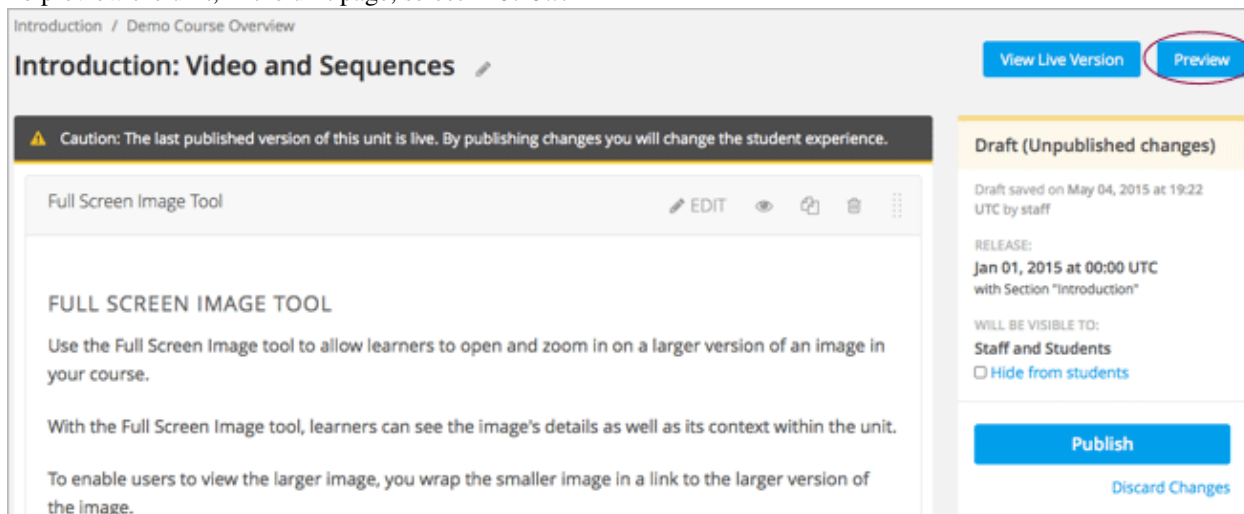 Introduction / Demo Course Overview
Introduction: Video and Sequences
View Live Version
Preview
Caution: The last published version of this unit is live. By publishing changes you will change the student experience.
Full Screen Image Tool
EDIT
FULL SCREEN IMAGE TOOL
Use the Full Screen Image tool to allow learners to open and zoom in on a larger version of an image in
your course.
With the Full Screen Image tool, learners can see the image's details as well as its context within the unit.
To enable users to view the larger image, you wrap the smaller image in a link to the larger version of
the image.
Draft (Unpublished changes)
Draft saved on May 04, 2015 at 19:22
UTC by staff
RELEASE:
Jan 01, 2015 at 00:00 UTC
with Section "Introduction"
WILL BE VISIBLE TO:
Staff and Students
Hide from students
Publish
Discard Changes